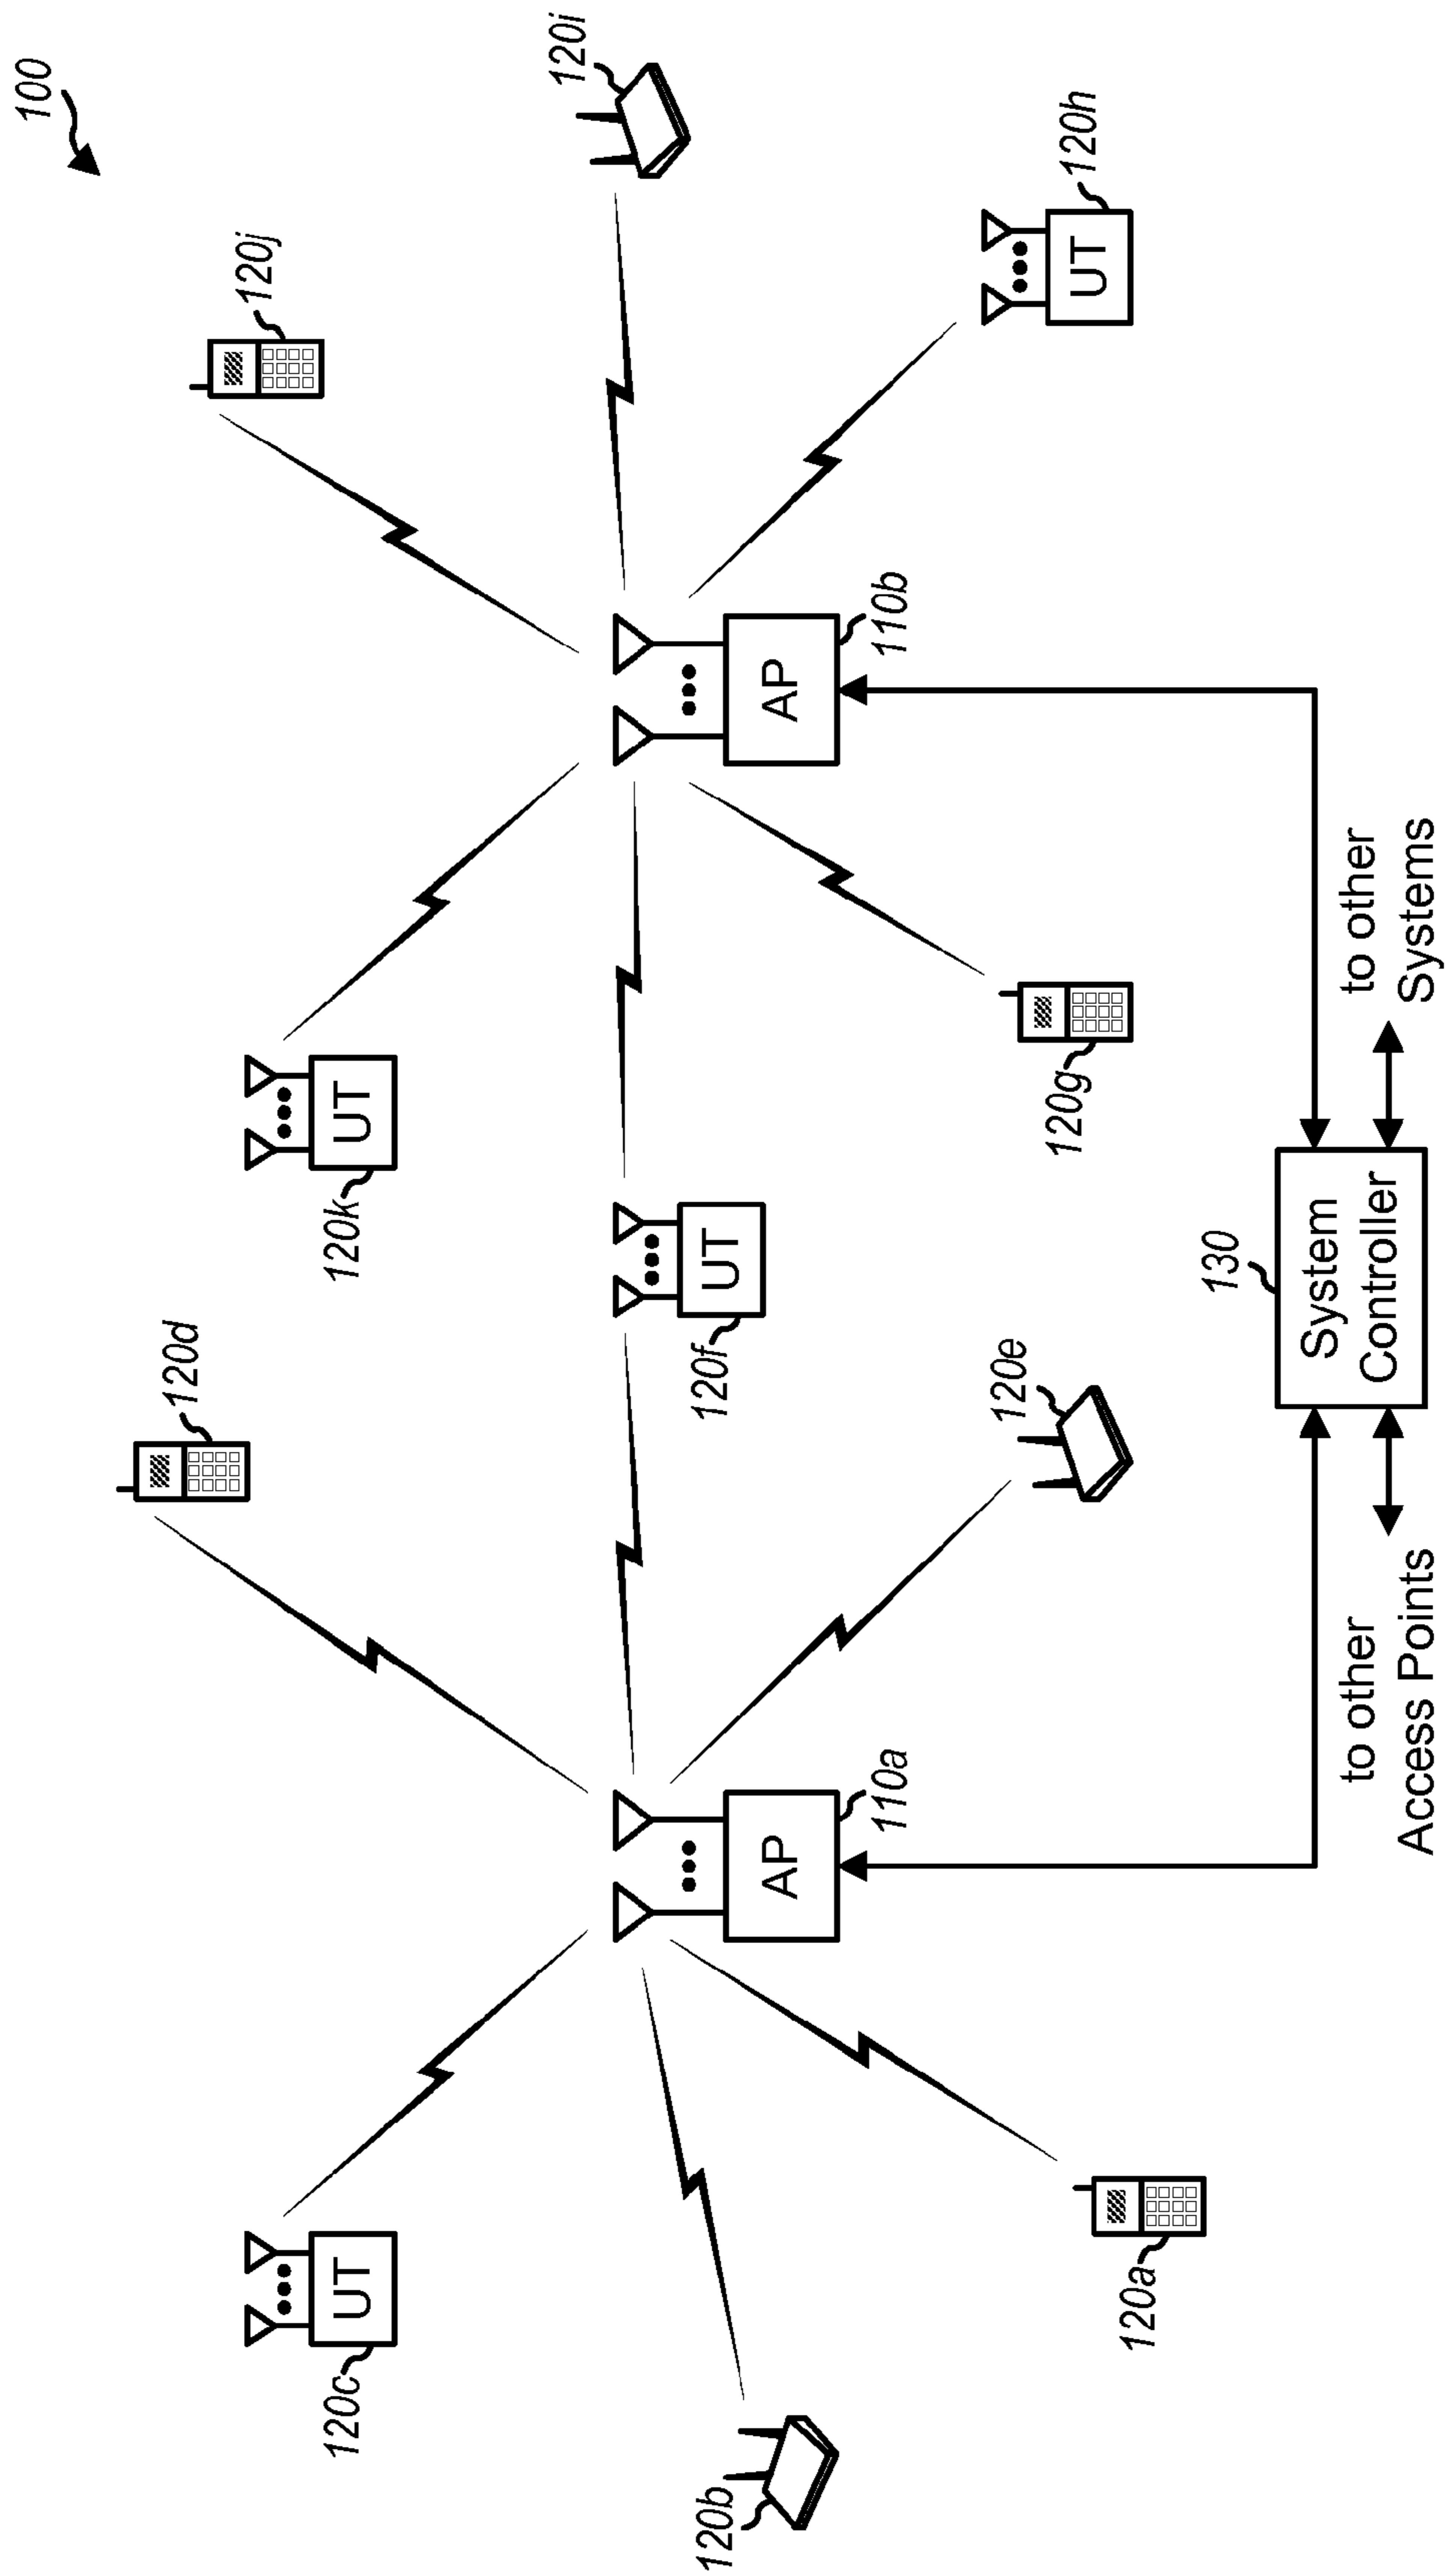 100
120d
120j
120c
UT
120k
UT
120i
120f
UT
AP
110a
AP
110b
120b
120e
120g
UT
120h
120a
130
System
Controller
to other
Access Points
to other
Systems